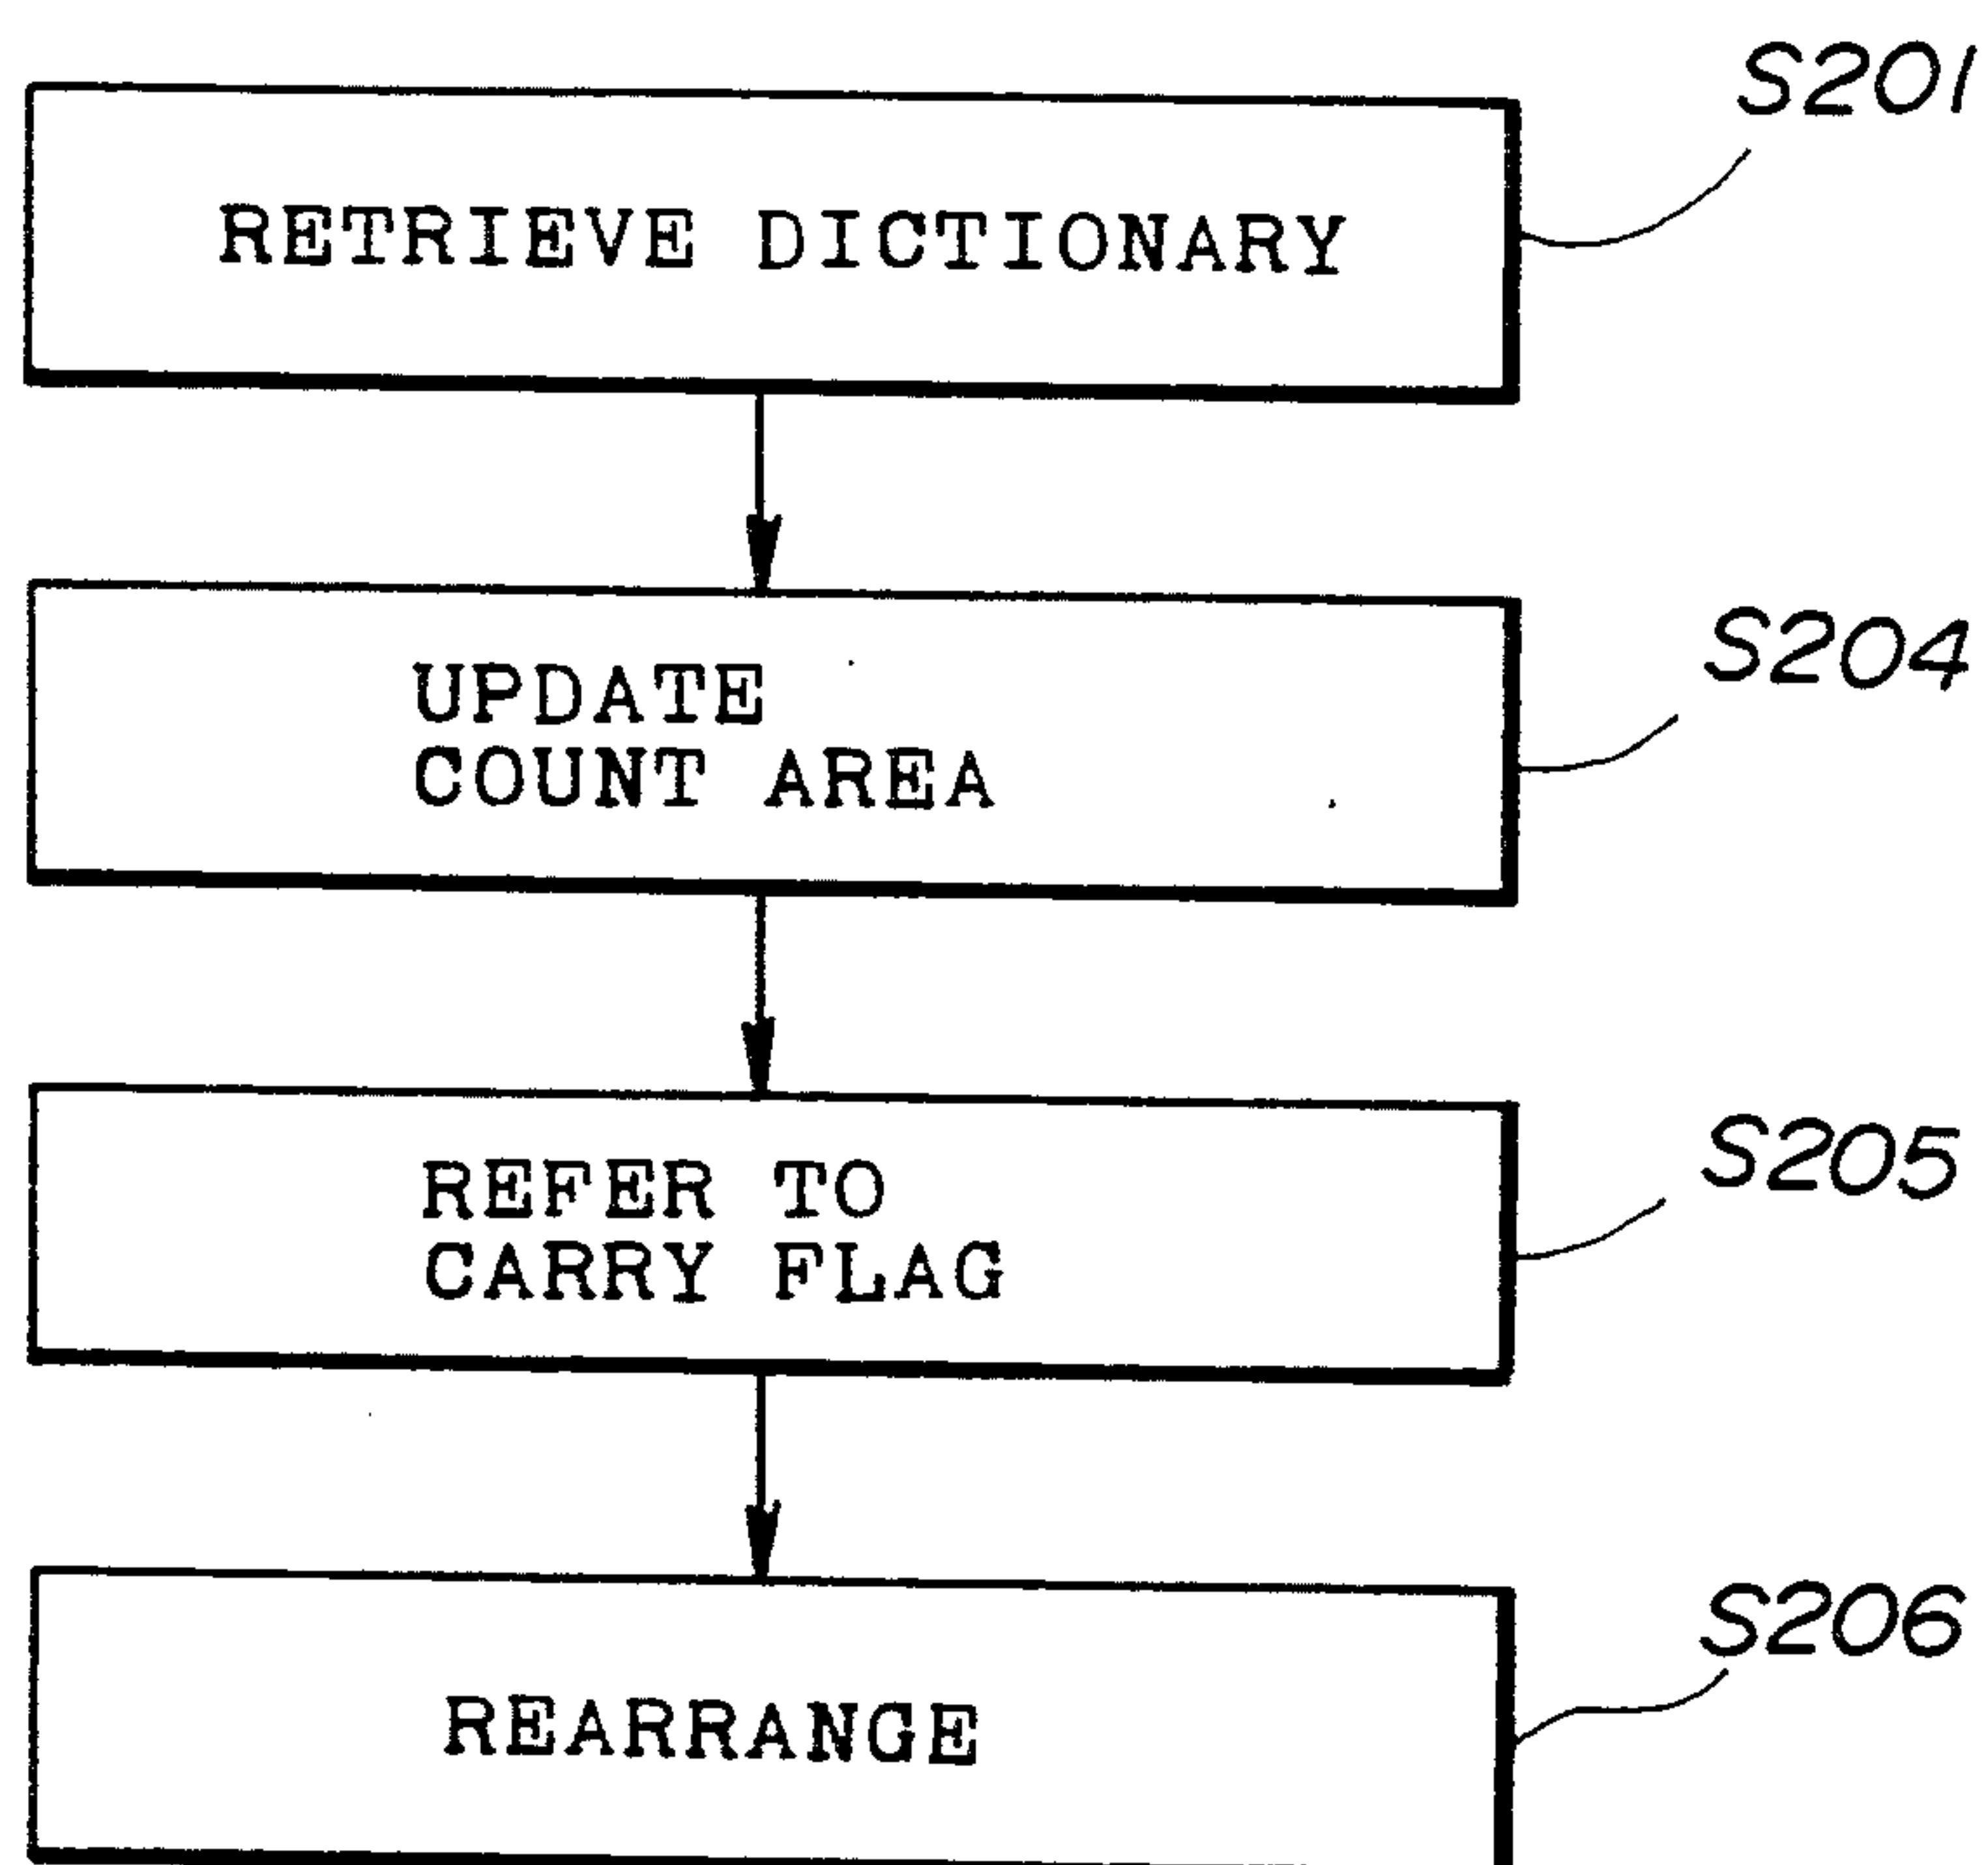 S201
RETRIEVE DICTIONARY
S204
UPDATE
COUNT AREA
S205
REFER TO
CARRY FLAG
S206
REARRANGE